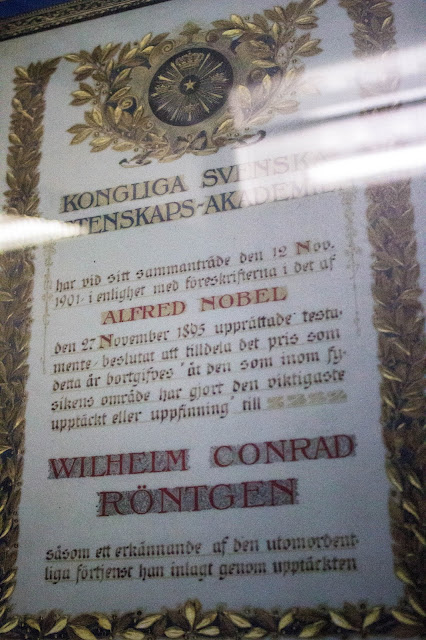 KONGLIGA SVENSKA
TENSKAPS-AKADEMIEN
har vid sitt sammanträde den 12 Nov.
1901, i enlighet med föreskrifterna i det af
ALFRED NOBEL
den 27 November 1895 upprättade testa-
mente, beslutat att tilldela det pris som
detta år bortgifves "åt den som inom fy-
sikens område har gjort den viktigaste
upptäckt eller uppfinning" till
WILHELM CONRAD
RÖNTGEN
såsom ett erkännande af den utomordent-
liga förtjenst han inlagt genom upptäckten